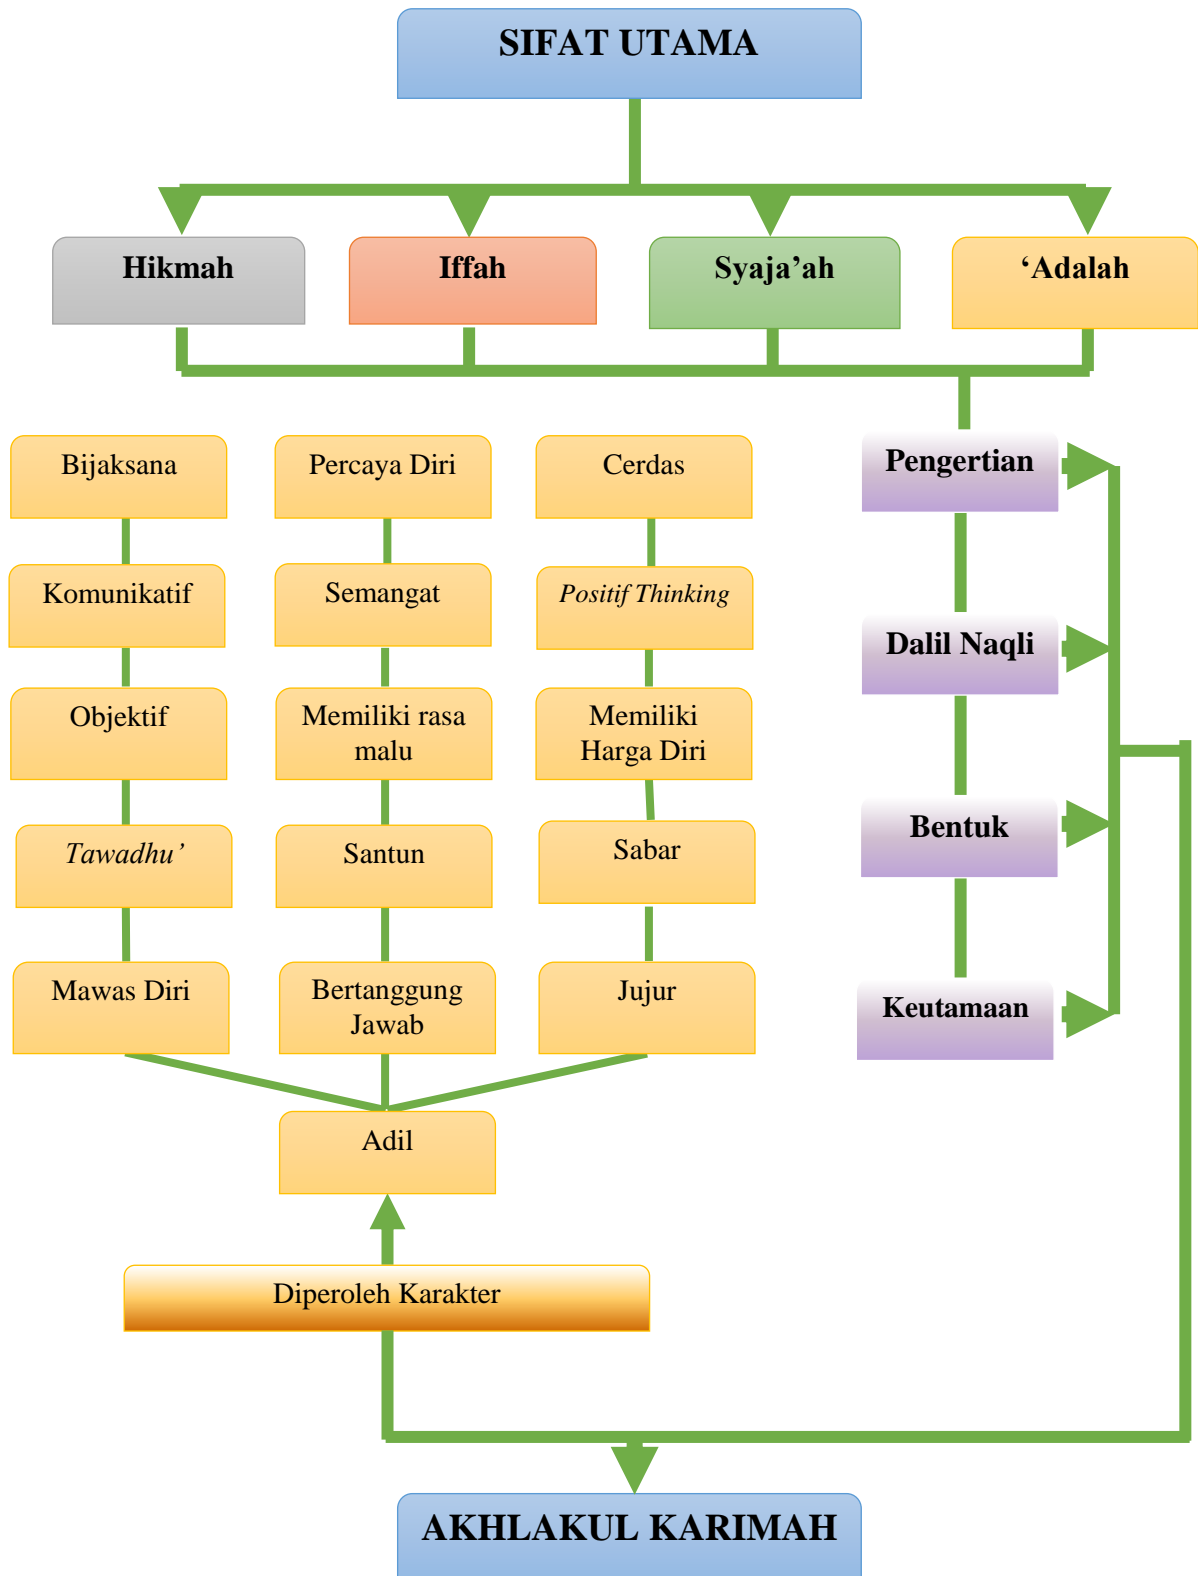 SIFAT UTAMA
Hikmah
Iffah
Syaja’ah
‘Adalah
Bijaksana
Percaya Diri
Cerdas
Pengertian
Komunikatif
Semangat
Positif Thinking
Dalil Naqli
Objektif
Memiliki rasa
malu
Memiliki
Harga Diri
Bentuk
Tawadhu’
Santun
Sabar
Mawas Diri
Bertanggung
Jawab
Jujur
Keutamaan
Adil
Diperoleh Karakter
AKHLAKUL KARIMAH